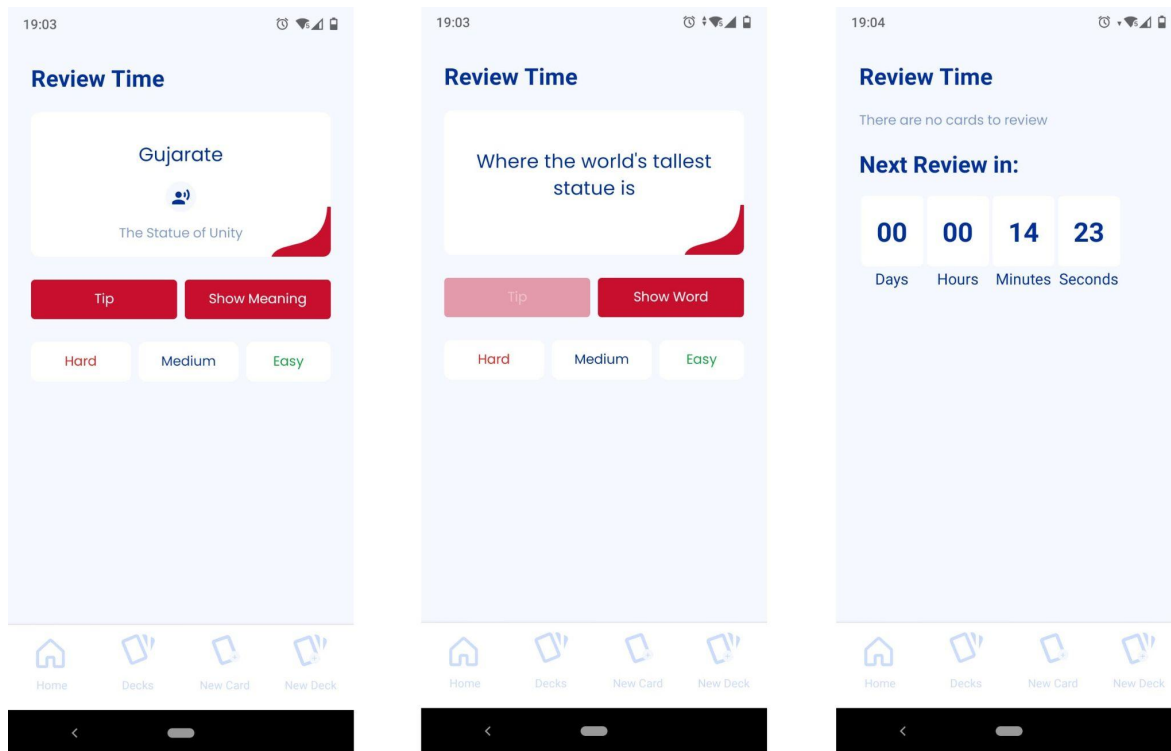 19:03
Review Time
Gujarate
The Statue of Unity
Tip Show Meaning
Hard Medium Easy
Home Decks New Card New Deck
19:03
Review Time
Where the world's tallest
statue is
Tip Show Word
Hard Medium Easy
Home Decks New Card New Deck
19:04
Review Time
There are no cards to review
Next Review in:
00 00 14 23
Days Hours Minutes Seconds
Home Decks New Card New Deck